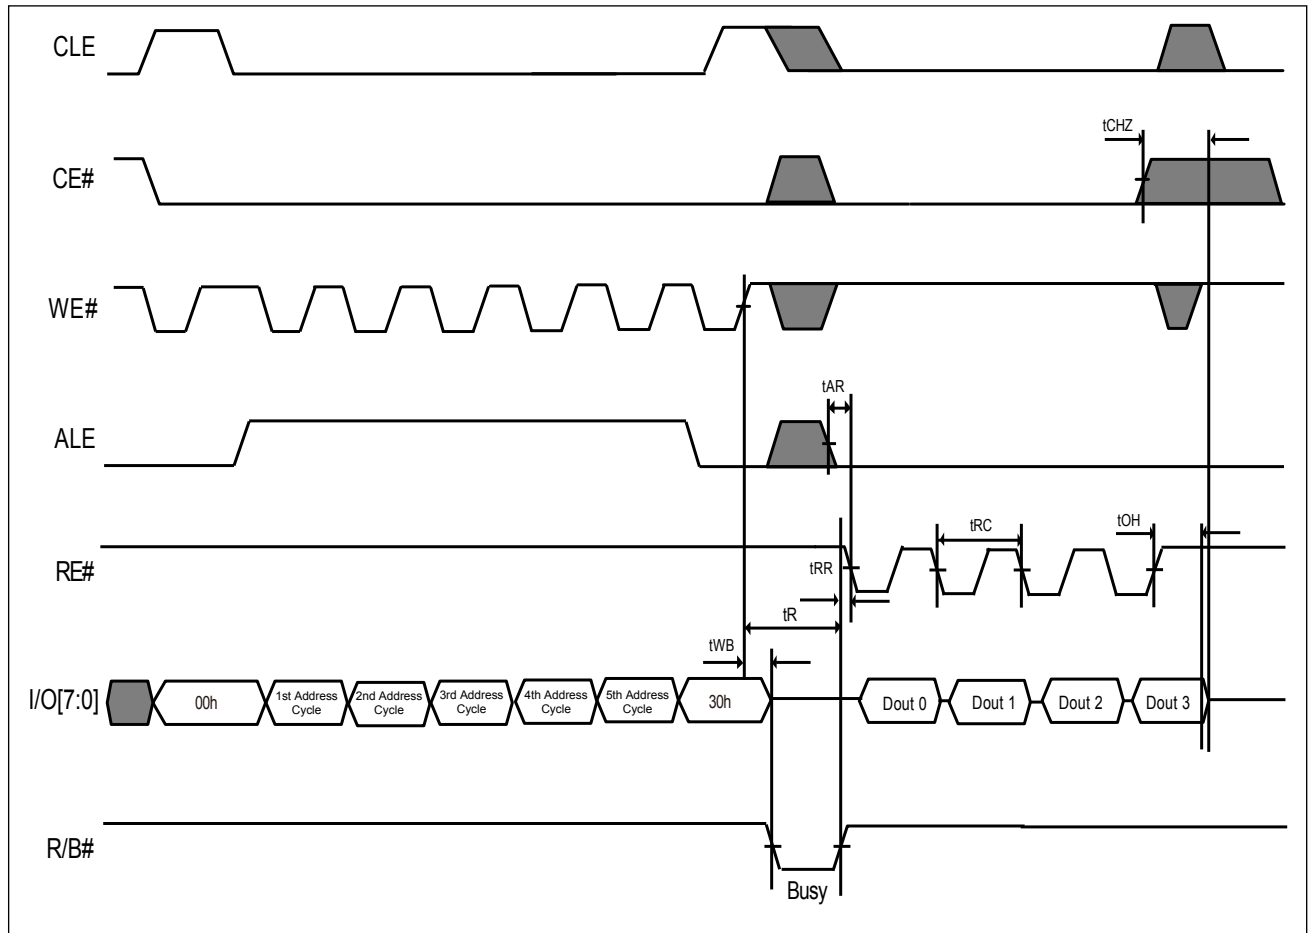 CLE
tCHZ
CE#
WE#
tAR
ALE
tRC
tOH
RE#
tRR
tR
tWB
I/O[7:0]
00h
1st Address
Cycle
2nd Address
Cycle
3rd Address
Cycle
4th Address
Cycle
5th Address
Cycle
30h
Dout 0
Dout 1
Dout 2
Dout 3
R/B#
Busy